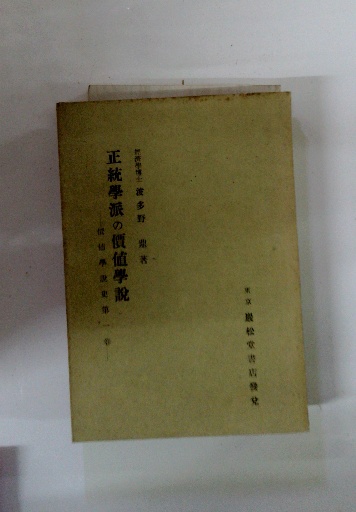 經濟學博士 波多野 鼎 著
正統學派の價値學說
價値學說史第一卷
東京 巖松堂書店發兌